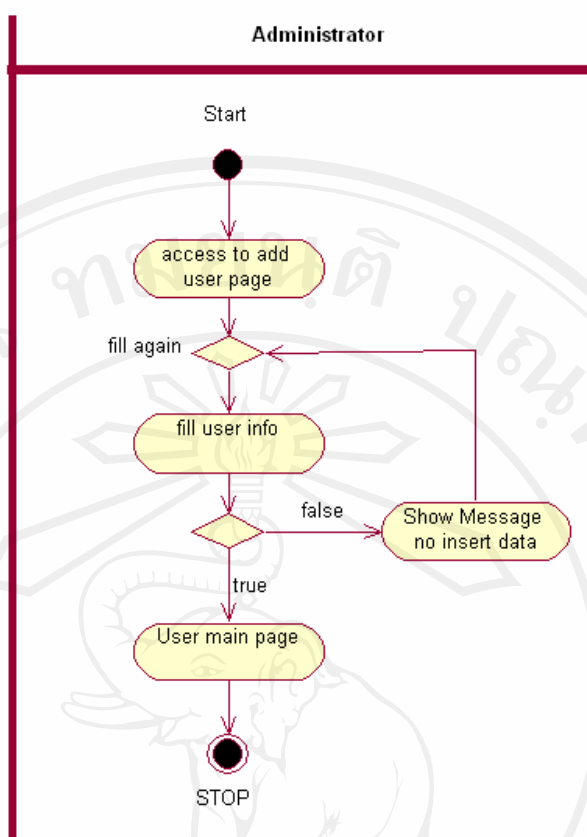 Administrator
Start
access to add
user page
fill again
fill user info
false
Show Message
no insert data
true
User main page
STOP